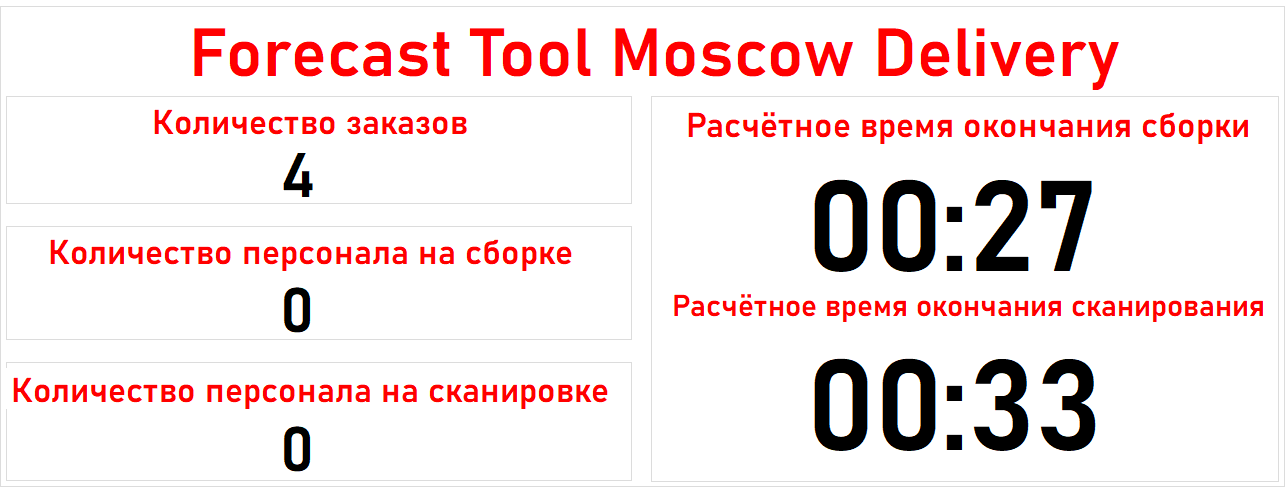 Forecast Tool Moscow Delivery
Количество заказов
4
Количество персонала на сборке
0
Количество персонала на сканировке
0
Расчётное время окончания сборки
00:27
Расчётное время окончания сканирования
00:33